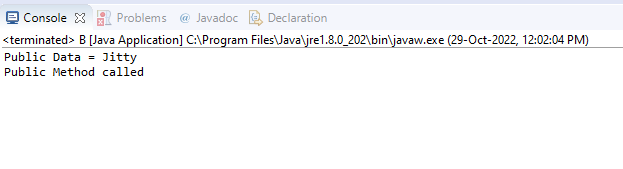 Console Problems @ Javadoc Declaration
<terminated> B [Java Application] C:\Program Files\Java\jre1.8.0_202\bin\javaw.exe (29-Oct-2022, 12:02:04 PM)
Public Data = Jitty
Public Method called